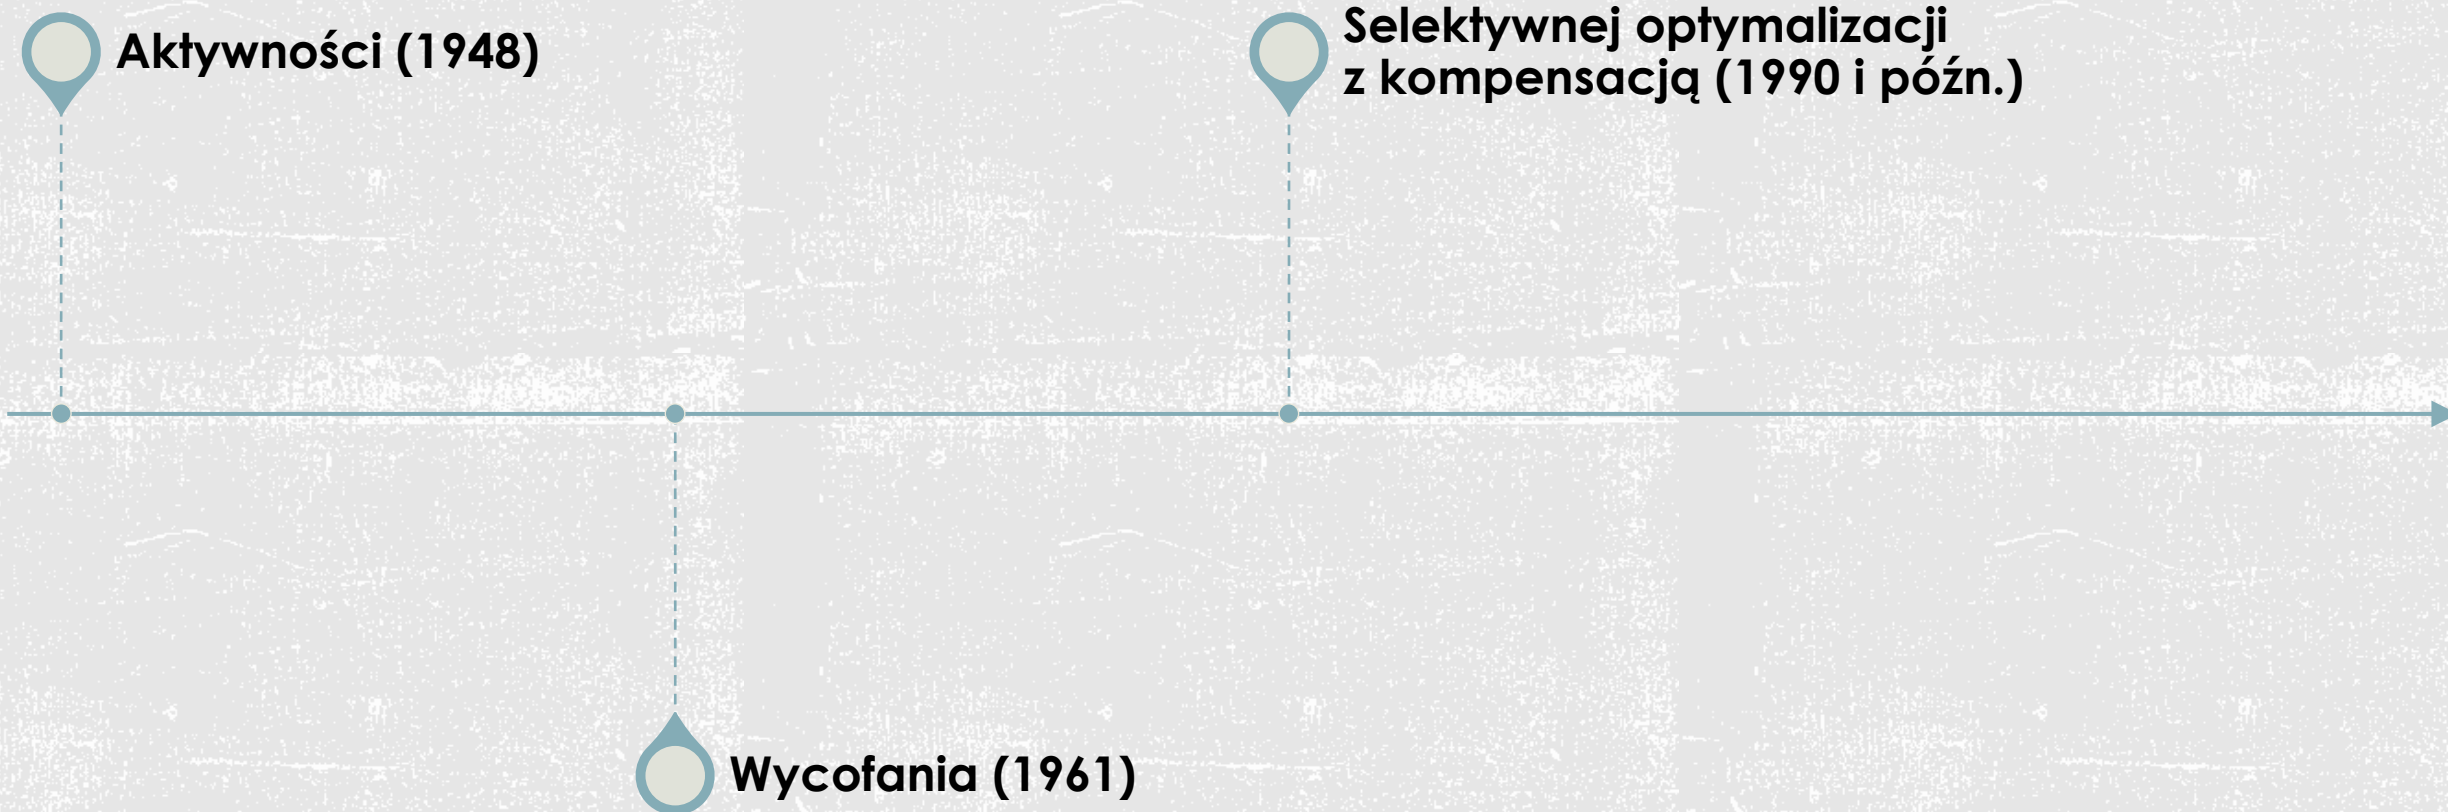 Aktywności (1948)
Selektywnej optymalizacji
z kompensacją (1990 i późn.)
Wycofania (1961)